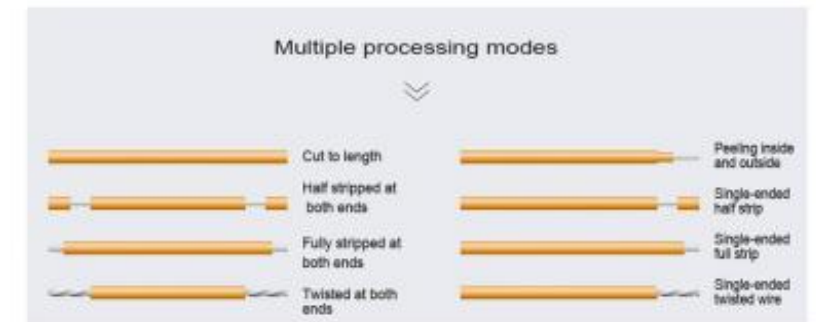 Multiple processing modes
Cut to length
Half stripped at
both ends
Fully stripped at
both ends
Twisted at both
ends
Peeling inside
and outside
Single-ended
half strip
Single-ended
full strip
Single-ended
twisted wire